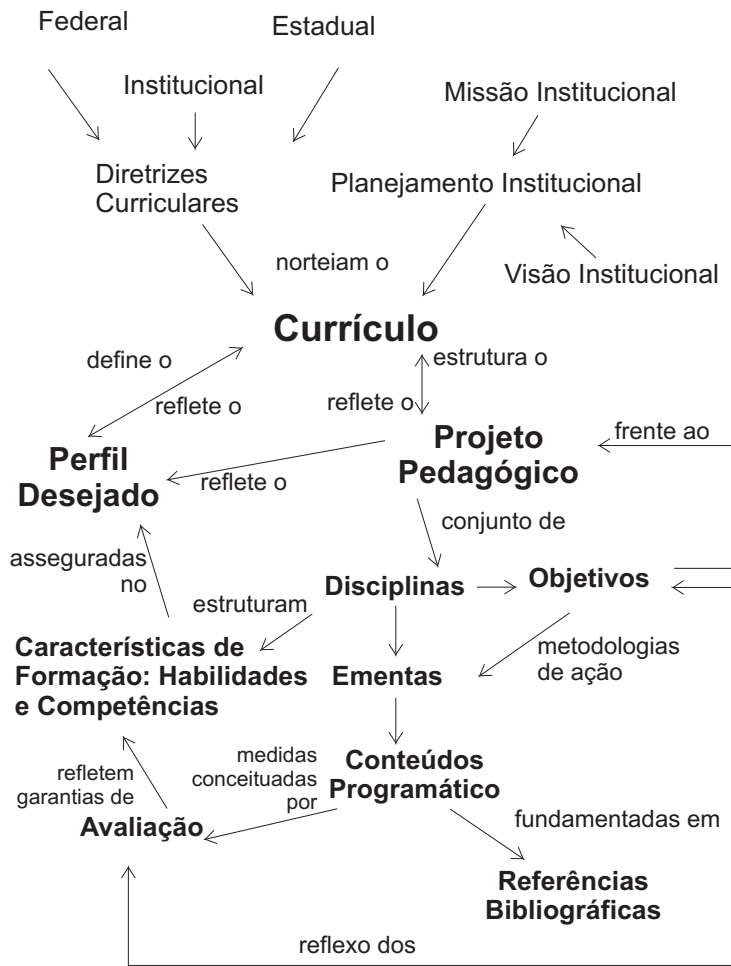 Federal
Estadual
Institucional
Missão Institucional
Diretrizes
Curriculares
Planejamento Institucional
norteiam o
Visão Institucional
Currículo
define o
estrutura o
reflete o
reflete o
Projeto
Pedagógico
frente ao
Perfil
Desejado
reflete o
conjunto de
asseguradas
no
Disciplinas
Objetivos
estruturam
Característícas de
Formação: Habilidades
e Competências
Ementas
metodologias
de ação
medidas
conceituadas
por
Conteúdos
Programático
refletem
garantias de
Avaliação
fundamentadas em
Referências
Bibliográficas
reflexo dos